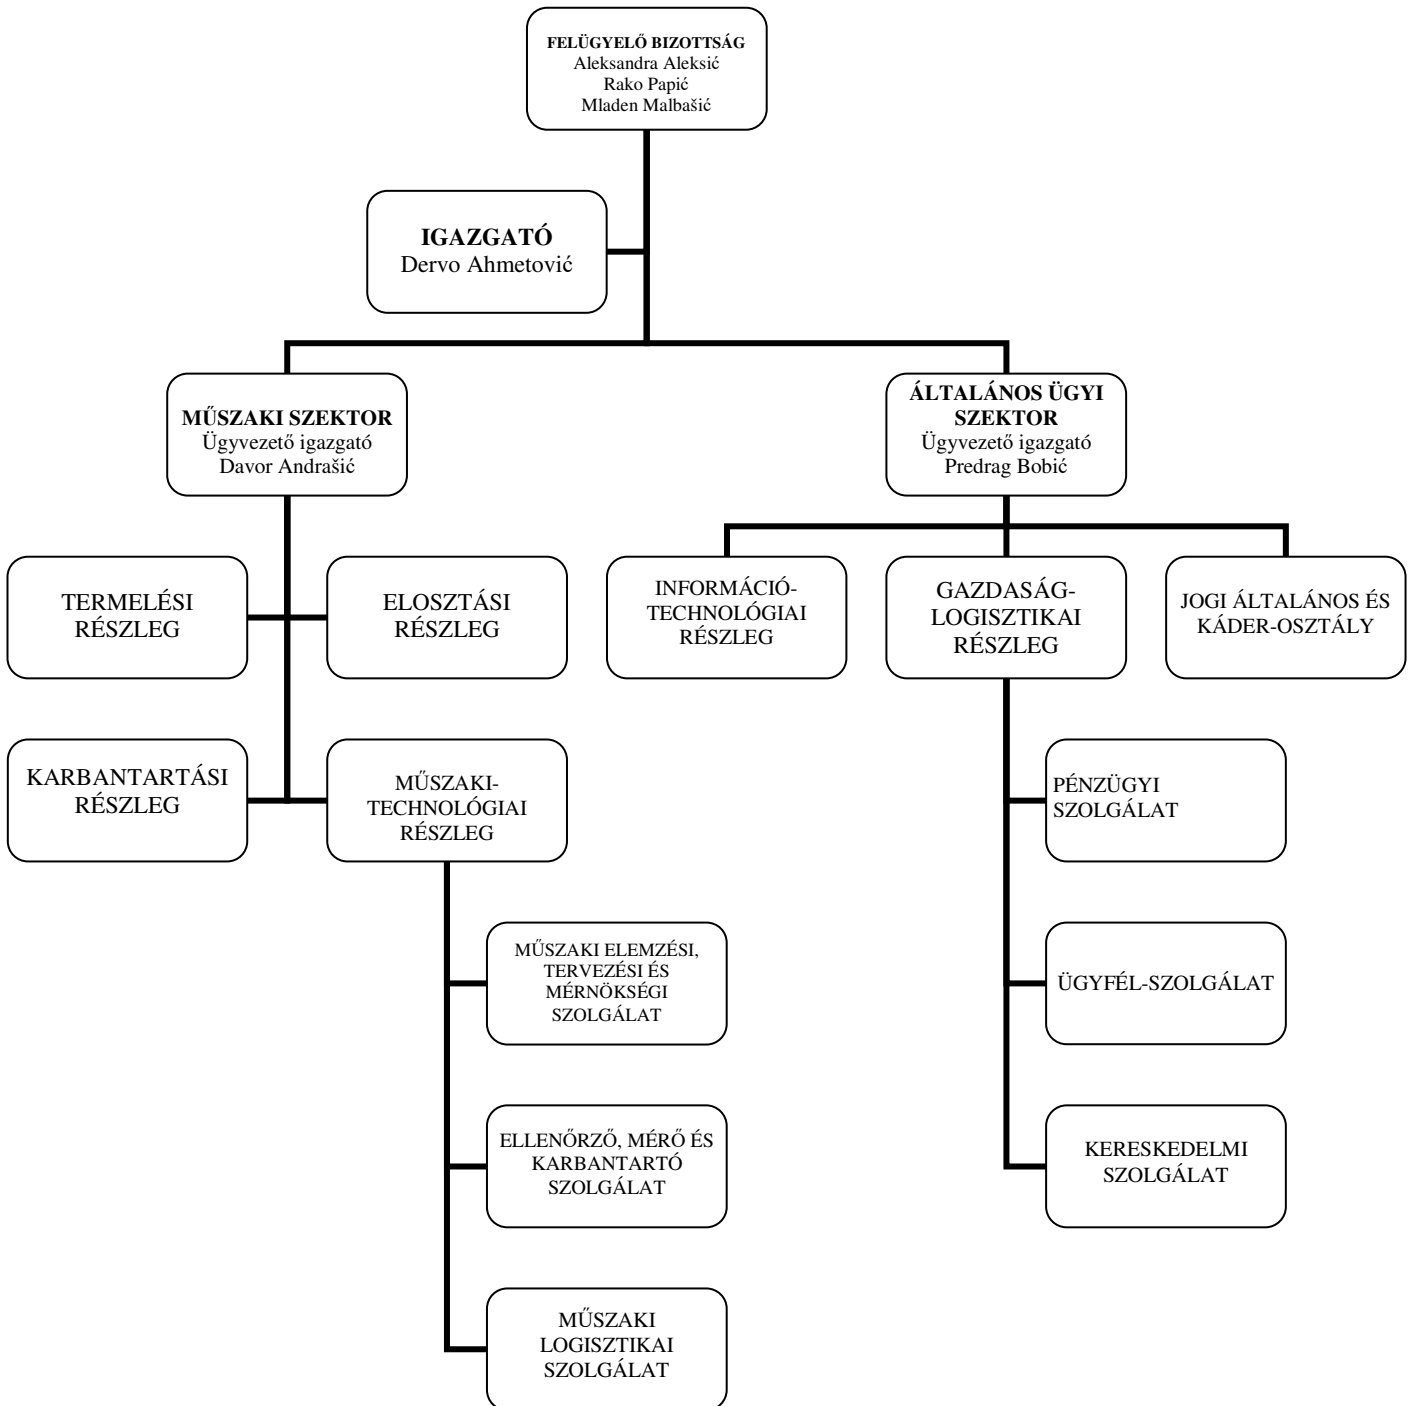 FELÜGYELŐ BIZOTTSÁG
Aleksandra Aleksić
Rako Papić
Mladen Malbašić
IGAZGATÓ
Dervo Ahmetović
MŰSZAKI SZEKTOR
Ügyvezető igazgató
Davor Andrašić
ÁLTALÁNOS ÜGYI
SZEKTOR
Ügyvezető igazgató
Predrag Bobić
TERMELÉSI
RÉSZLEG
ELOSZTÁSI
RÉSZLEG
INFORMÁCIÓ-
TECHNOLÓGIAI
RÉSZLEG
GAZDASÁG-
LOGISZTIKAI
RÉSZLEG
JOGI ÁLTALÁNOS ÉS
KÁDER-OSZTÁLY
KARBANTARTÁSI
RÉSZLEG
MŰSZAKI-
TECHNOLÓGIAI
RÉSZLEG
PÉNZÜGYI
SZOLGÁLAT
MŰSZAKI ELEMZÉSI,
TERVEZÉSI ÉS
MÉRNÖKSÉGI
SZOLGÁLAT
ÜGYFÉL-SZOLGÁLAT
ELLENŐRZŐ, MÉRŐ ÉS
KARBANTARTÓ
SZOLGÁLAT
KERESKEDELMI
SZOLGÁLAT
MŰSZAKI
LOGISZTIKAI
SZOLGÁLAT